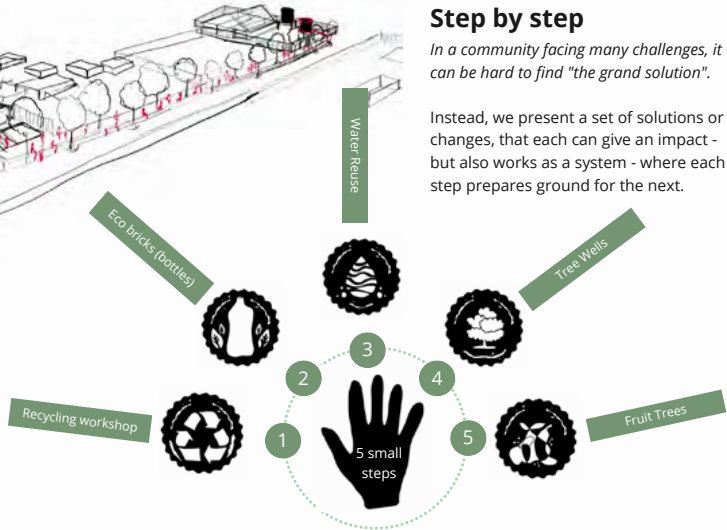 Step by step
In a community facing many challenges, it
can be hard to find "the grand solution".
Instead, we present a set of solutions or
changes, that each can give an impact -
but also works as a system - where each
step prepares ground for the next.
Water Reuse
Eco bricks (bottles)
Tree Wells
Recycling workshop
Fruit Trees
1
2
3
4
5
5 small
steps